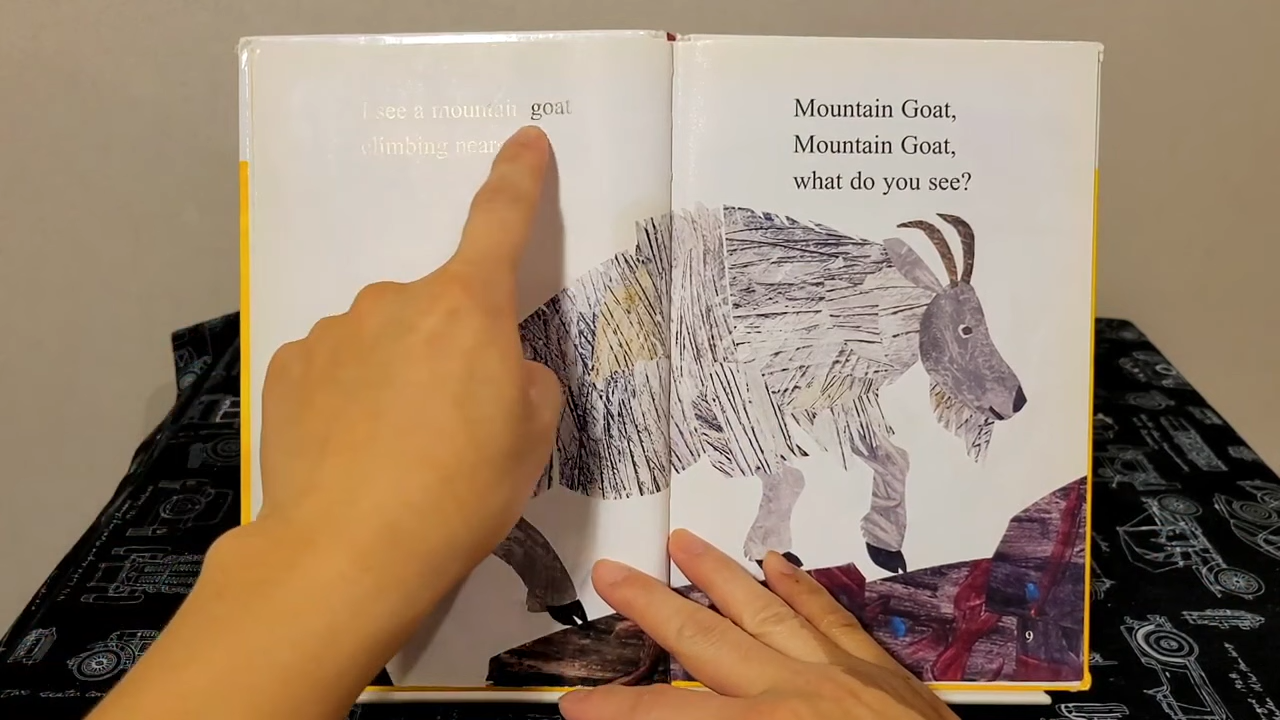 I see a mountain goat
climbing near
Mountain Goat,
Mountain Goat,
what do you see?
9